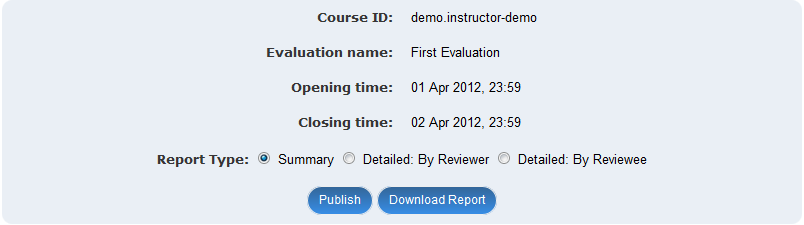 Course ID: demo.instructor-demo
Evaluation name: First Evaluation
Opening time: 01 Apr 2012, 23:59
Closing time: 02 Apr 2012, 23:59
Report Type: Summary Detailed: By Reviewer Detailed: By Reviewee
Publish Download Report